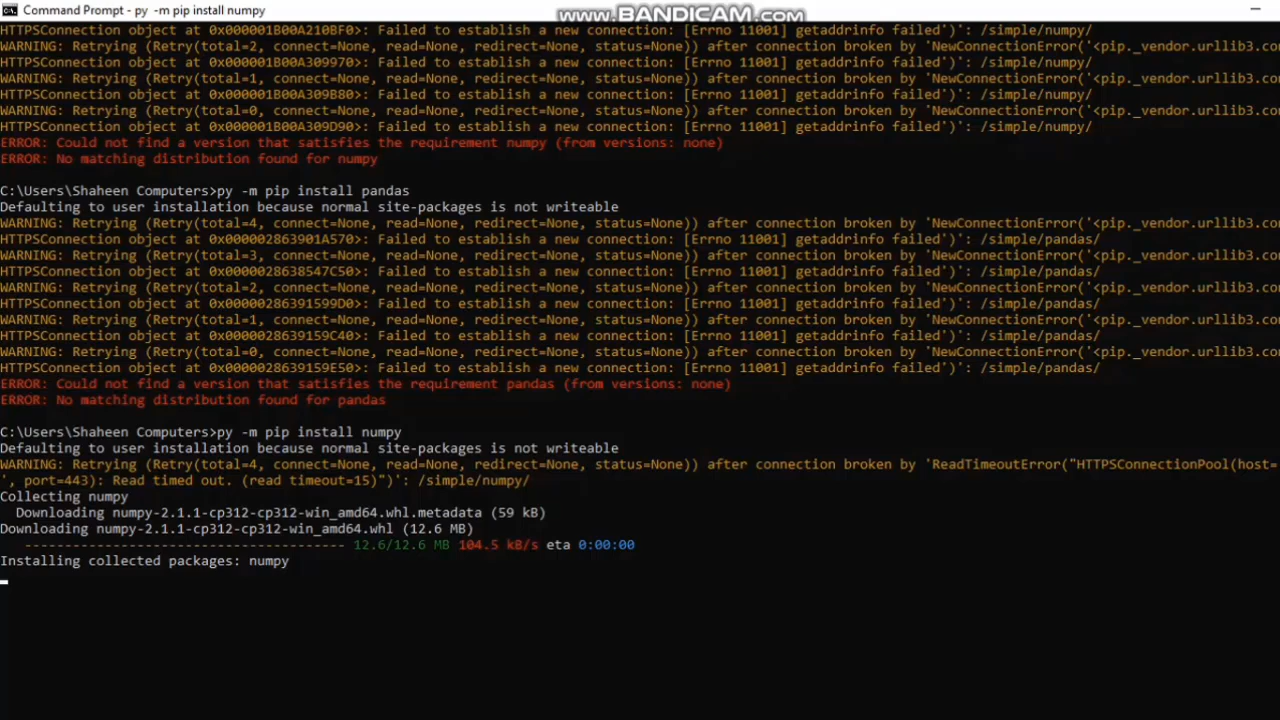 Command Prompt - py -m pip install numpy
www.BANDICAM.com
HTTPSConnection object at 0x000001B00A210BF0>: Failed to establish a new connection: [Errno 11001] getaddrinfo failed')': /simple/numpy/
WARNING: Retrying (Retry(total=2, connect=None, read=None, redirect=None, status=None)) after connection broken by 'NewConnectionError('<pip._vendor.urllib3.co
HTTPSConnection object at 0x000001B00A309970>: Failed to establish a new connection: [Errno 11001] getaddrinfo failed')': /simple/numpy/
WARNING: Retrying (Retry(total=1, connect=None, read=None, redirect=None, status=None)) after connection broken by 'NewConnectionError('<pip._vendor.urllib3.co
HTTPSConnection object at 0x000001B00A309B80>: Failed to establish a new connection: [Errno 11001] getaddrinfo failed')': /simple/numpy/
WARNING: Retrying (Retry(total=0, connect=None, read=None, redirect=None, status=None)) after connection broken by 'NewConnectionError('<pip._vendor.urllib3.co
HTTPSConnection object at 0x000001B00A309D90>: Failed to establish a new connection: [Errno 11001] getaddrinfo failed')': /simple/numpy/
ERROR: Could not find a version that satisfies the requirement numpy (from versions: none)
ERROR: No matching distribution found for numpy
C:\Users\Shaheen Computers>py -m pip install pandas
Defaulting to user installation because normal site-packages is not writeable
WARNING: Retrying (Retry(total=4, connect=None, read=None, redirect=None, status=None)) after connection broken by 'NewConnectionError('<pip._vendor.urllib3.co
HTTPSConnection object at 0x000002863901A570>: Failed to establish a new connection: [Errno 11001] getaddrinfo failed')': /simple/pandas/
WARNING: Retrying (Retry(total=3, connect=None, read=None, redirect=None, status=None)) after connection broken by 'NewConnectionError('<pip._vendor.urllib3.co
HTTPSConnection object at 0x0000028638547C50>: Failed to establish a new connection: [Errno 11001] getaddrinfo failed')': /simple/pandas/
WARNING: Retrying (Retry(total=2, connect=None, read=None, redirect=None, status=None)) after connection broken by 'NewConnectionError('<pip._vendor.urllib3.co
HTTPSConnection object at 0x00000286391599D0>: Failed to establish a new connection: [Errno 11001] getaddrinfo failed')': /simple/pandas/
WARNING: Retrying (Retry(total=1, connect=None, read=None, redirect=None, status=None)) after connection broken by 'NewConnectionError('<pip._vendor.urllib3.co
HTTPSConnection object at 0x0000028639159C40>: Failed to establish a new connection: [Errno 11001] getaddrinfo failed')': /simple/pandas/
WARNING: Retrying (Retry(total=0, connect=None, read=None, redirect=None, status=None)) after connection broken by 'NewConnectionError('<pip._vendor.urllib3.co
HTTPSConnection object at 0x0000028639159E50>: Failed to establish a new connection: [Errno 11001] getaddrinfo failed')': /simple/pandas/
ERROR: Could not find a version that satisfies the requirement pandas (from versions: none)
ERROR: No matching distribution found for pandas
C:\Users\Shaheen Computers>py -m pip install numpy
Defaulting to user installation because normal site-packages is not writeable
WARNING: Retrying (Retry(total=4, connect=None, read=None, redirect=None, status=None)) after connection broken by 'ReadTimeoutError("HTTPSConnectionPool(host=
', port=443): Read timed out. (read timeout=15)")': /simple/numpy/
Collecting numpy
Downloading numpy-2.1.1-cp312-cp312-win_amd64.whl.metadata (59 kB)
Downloading numpy-2.1.1-cp312-cp312-win_amd64.whl (12.6 MB)
---------------------------------------- 12.6/12.6 MB 104.5 kB/s eta 0:00:00
Installing collected packages: numpy